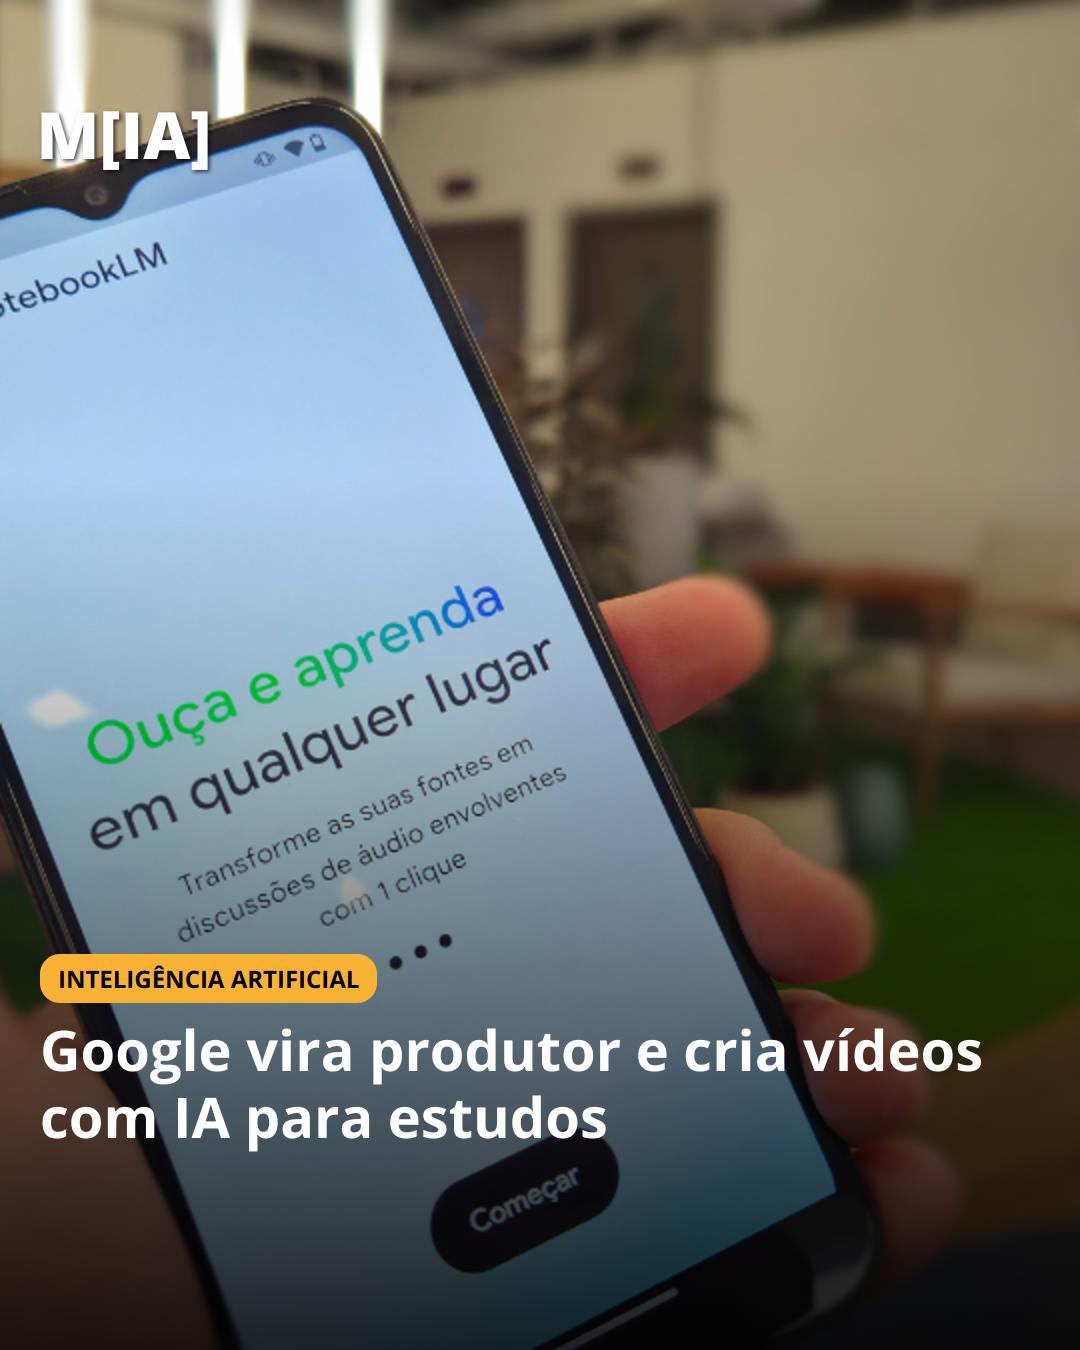 M[IA]
otebookLM
Ouça e aprenda
em qualquer lugar
Transforme as suas fontes em
discussões de áudio envolventes
com 1 clique
INTELIGÊNCIA ARTIFICIAL
Google vira produtor e cria vídeos
com IA para estudos
Começar